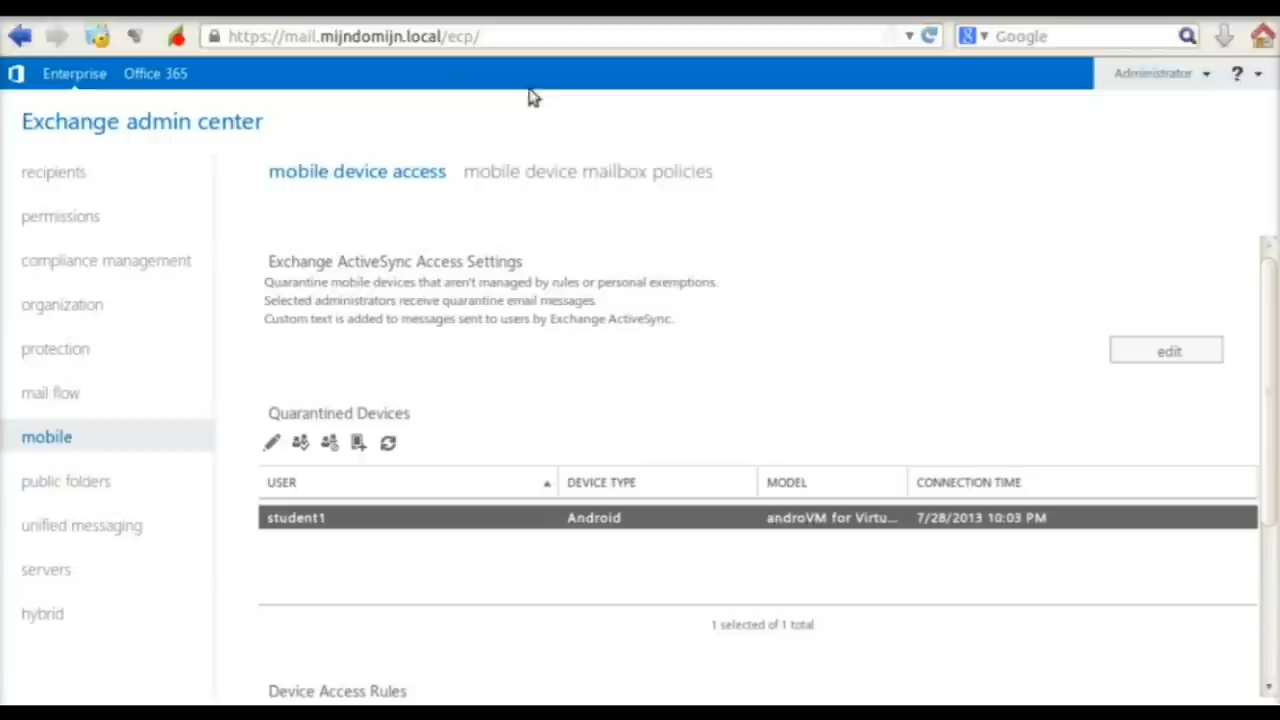 https://mail.mijndomijn.local/ecp/
Google
Enterprise Office 365
Administrator ?
Exchange admin center
recipients
permissions
compliance management
organization
protection
mail flow
mobile
public folders
unified messaging
servers
hybrid
mobile device access mobile device mailbox policies
Exchange ActiveSync Access Settings
Quarantine mobile devices that aren't managed by rules or personal exemptions.
Selected administrators receive quarantine email messages.
Custom text is added to messages sent to users by Exchange ActiveSync.
edit
Quarantined Devices
USER DEVICE TYPE MODEL CONNECTION TIME
student1 Android androVM for Virtu... 7/28/2013 10:03 PM
1 selected of 1 total
Device Access Rules